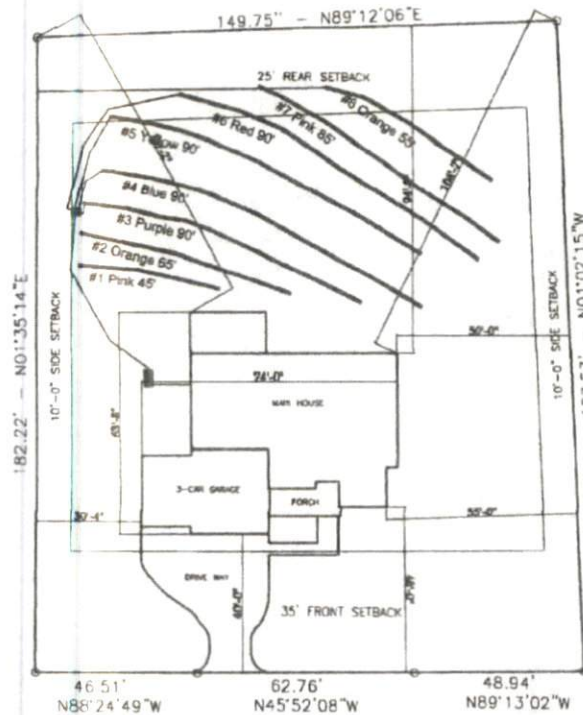 149.75" - N89°12'06"E
25' REAR SETBACK
#8 Orange 55'
#7 Pink 85'
#6 Red 90'
#5 Yellow 90'
#4 Blue 90'
#3 Purple 90'
#2 Orange 65'
#1 Pink 45'
182.22' - N01°35'14"E
10'-0" SIDE SETBACK
10'-0" SIDE SETBACK
N01°02'15"W
50'-0"
74'-0"
MAIN HOUSE
63'-8"
3-CAR GARAGE
PORCH
55'-0"
DRIVE WAY
40'-0"
35' FRONT SETBACK
46.51'
N88°24'49"W
62.76'
N45°52'08"W
48.94'
N89°13'02"W